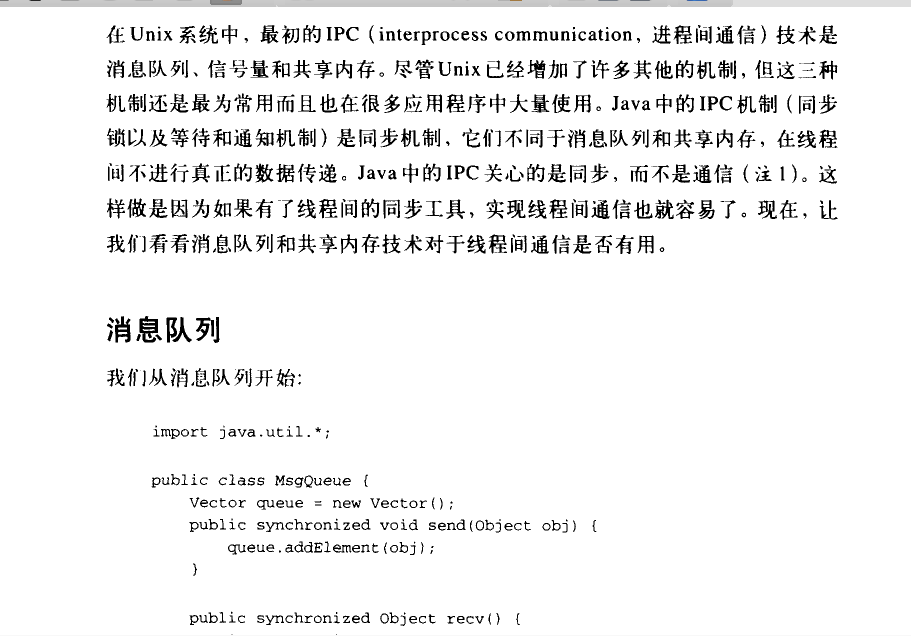 在Unix系统中，最初的IPC（interprocess communication，进程间通信）技术是
消息队列、信号量和共享内存。尽管Unix已经增加了许多其他的机制，但这三种
机制还是最为常用而且也在很多应用程序中大量使用。Java中的IPC机制（同步
锁以及等待和通知机制）是同步机制，它们不同于消息队列和共享内存，在线程
间不进行真正的数据传递。Java中的IPC关心的是同步，而不是通信（注1）。这
样做是因为如果有了线程间的同步工具，实现线程间通信也就容易了。现在，让
我们看看消息队列和共享内存技术对于线程间通信是否有用。
消息队列
我们从消息队列开始：
import java.util.*;
public class MsgQueue {
Vector queue = new Vector();
public synchronized void send(Object obj) {
queue.addElement(obj);
}
public synchronized Object recv() {